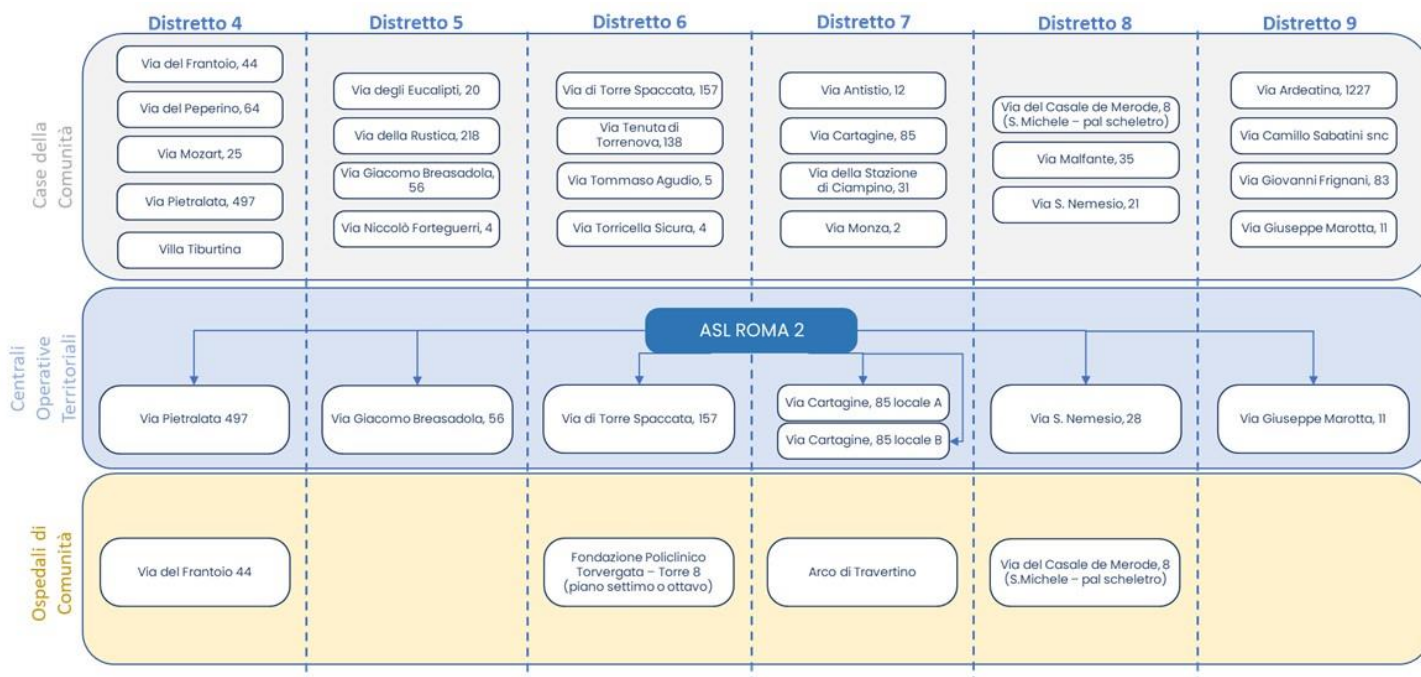 Distretto 4
Distretto 5
Distretto 6
Distretto 7
Distretto 8
Distretto 9
Case della
Comunità
Via del Frantoio, 44
Via del Peperino, 64
Via Mozart, 25
Via Pietralata, 497
Villa Tiburtina
Via degli Eucalipti, 20
Via della Rustica, 218
Via Giacomo Breasadola,
56
Via Niccolò Forteguerri, 4
Via di Torre Spaccata, 157
Via Tenuta di
Torrenova, 138
Via Tommaso Agudio, 5
Via Torricella Sicura, 4
Via Antistio, 12
Via Cartagine, 85
Via della Stazione
di Ciampino, 31
Via Monza, 2
Via del Casale de Merode, 8
(S. Michele – pal scheletro)
Via Malfante, 35
Via S. Nemesio, 21
Via Ardeatina, 1227
Via Camillo Sabatini snc
Via Giovanni Frignani, 83
Via Giuseppe Marotta, 11
Centrali
Operative
Territoriali
ASL ROMA 2
Via Pietralata 497
Via Giacomo Breasadola, 56
Via di Torre Spaccata, 157
Via Cartagine, 85 locale A
Via Cartagine, 85 locale B
Via S. Nemesio, 28
Via Giuseppe Marotta, 11
Ospedali di
Comunità
Via del Frantoio 44
Fondazione Policlinico
Torvergata – Torre 8
(piano settimo o ottavo)
Arco di Travertino
Via del Casale de Merode, 8
(S.Michele – pal scheletro)